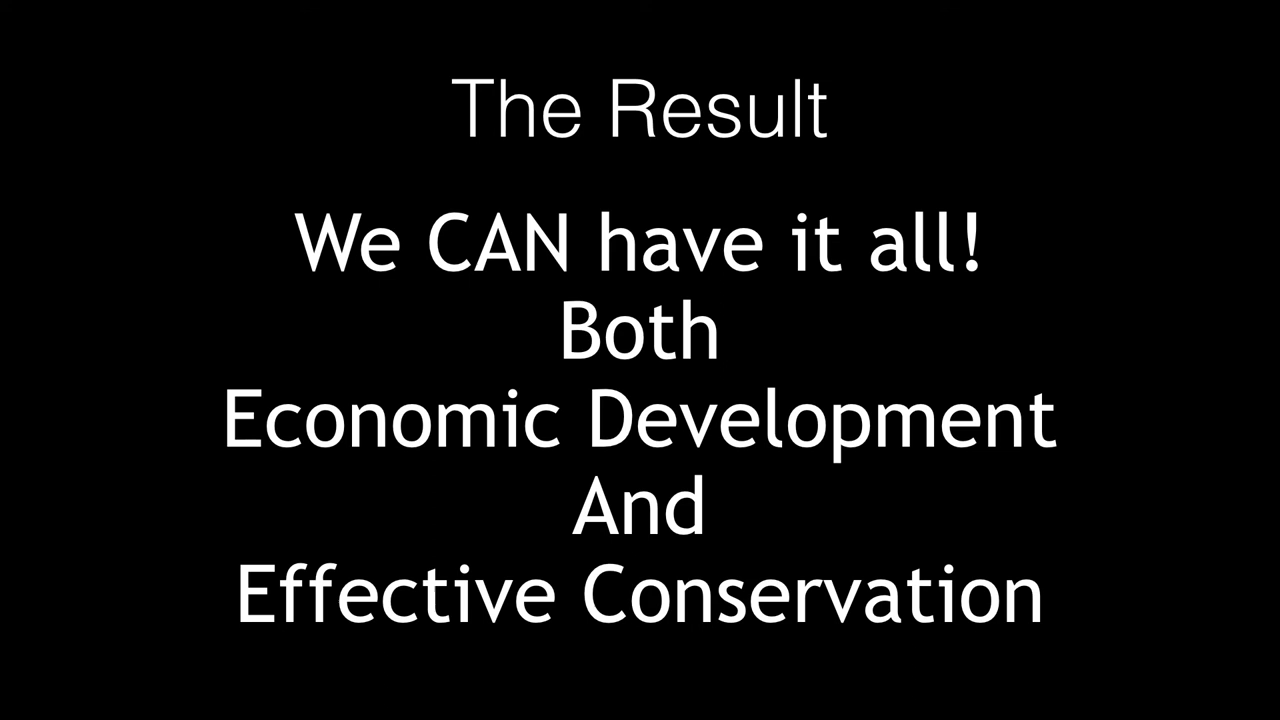 The Result
We CAN have it all!
Both
Economic Development
And
Effective Conservation